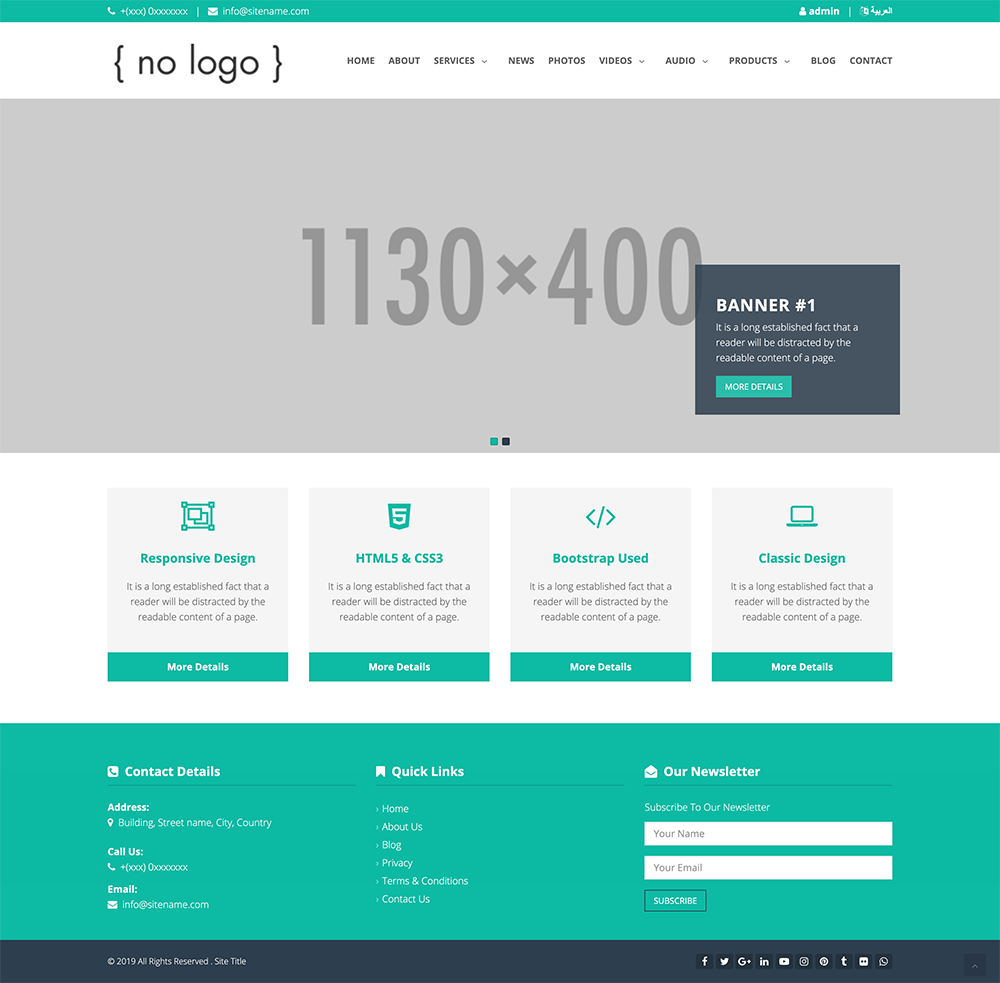 +(xxx) 0xxxxxxx | info@sitename.com
admin | العربية
{ no logo }
HOME ABOUT SERVICES NEWS PHOTOS VIDEOS AUDIO PRODUCTS BLOG CONTACT
1130×400
BANNER #1
It is a long established fact that a
reader will be distracted by the
readable content of a page.
MORE DETAILS
Responsive Design
It is a long established fact that a
reader will be distracted by the
readable content of a page.
More Details
HTML5 & CSS3
It is a long established fact that a
reader will be distracted by the
readable content of a page.
More Details
Bootstrap Used
It is a long established fact that a
reader will be distracted by the
readable content of a page.
More Details
Classic Design
It is a long established fact that a
reader will be distracted by the
readable content of a page.
More Details
Contact Details
Address:
Building, Street name, City, Country
Call Us:
+(xxx) 0xxxxxxx
Email:
info@sitename.com
Quick Links
› Home
› About Us
› Blog
› Privacy
› Terms & Conditions
› Contact Us
Our Newsletter
Subscribe To Our Newsletter
Your Name
Your Email
SUBSCRIBE
© 2019 All Rights Reserved . Site Title